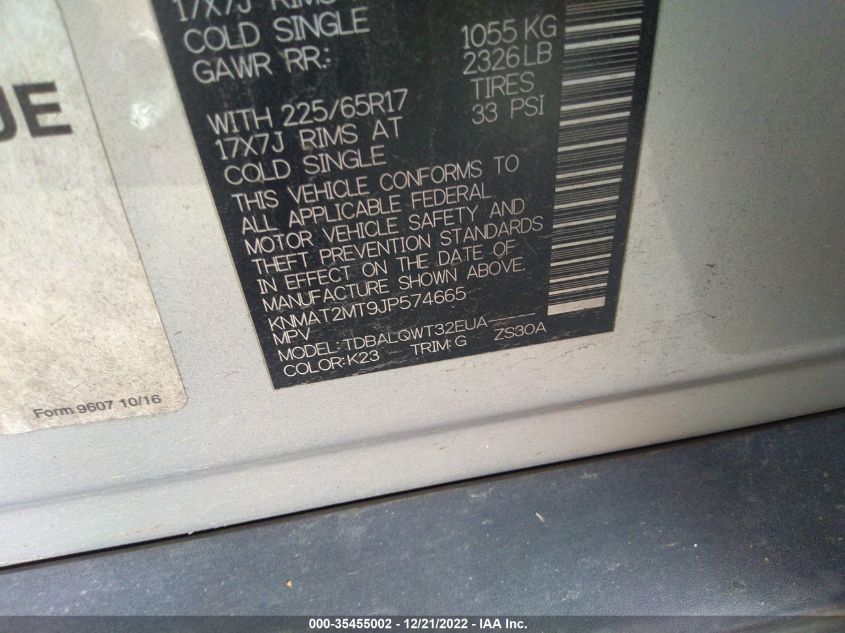 17X7J RIMS
COLD SINGLE
GAWR RR:
1055 KG
2326 LB
TIRES
33 PSI
WITH 225/65R17
17X7J RIMS AT
COLD SINGLE
THIS VEHICLE CONFORMS TO
ALL APPLICABLE FEDERAL
MOTOR VEHICLE SAFETY AND
THEFT PREVENTION STANDARDS
IN EFFECT ON THE DATE OF
MANUFACTURE SHOWN ABOVE.
KNMAT2MT9JP574665
MPV
MODEL: TDBALQWT32EUA-----
COLOR: K23 - TRIM: G ZS30A
UE
Form 9607 10/16
000-35455002 - 12/21/2022 - IAA Inc.